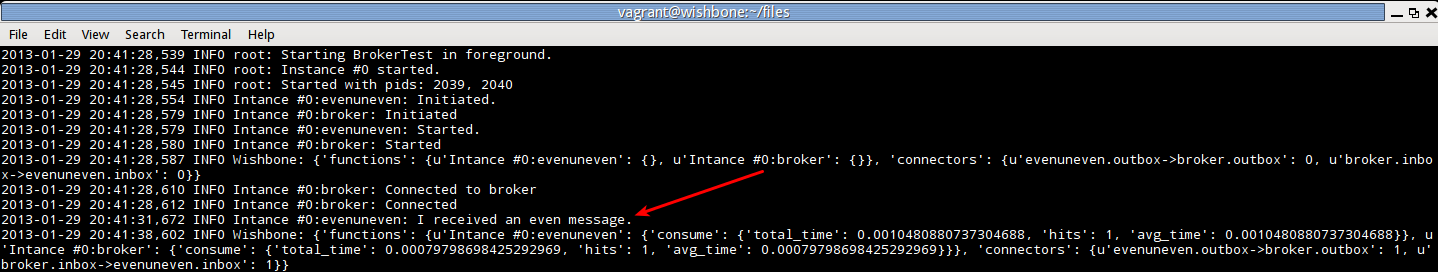 vagrant@wishbone:~/files
File Edit View Search Terminal Help
2013-01-29 20:41:28,539 INFO root: Starting BrokerTest in foreground.
2013-01-29 20:41:28,544 INFO root: Instance #0 started.
2013-01-29 20:41:28,545 INFO root: Started with pids: 2039, 2040
2013-01-29 20:41:28,554 INFO Intance #0:evenuneven: Initiated.
2013-01-29 20:41:28,579 INFO Intance #0:broker: Initiated
2013-01-29 20:41:28,579 INFO Intance #0:evenuneven: Started.
2013-01-29 20:41:28,580 INFO Intance #0:broker: Started
2013-01-29 20:41:28,587 INFO Wishbone: {'functions': {u'Intance #0:evenuneven': {}, u'Intance #0:broker': {}}, 'connectors': {u'evenuneven.outbox->broker.outbox': 0, u'broker.inbo
x->evenuneven.inbox': 0}}
2013-01-29 20:41:28,610 INFO Intance #0:broker: Connected to broker
2013-01-29 20:41:28,612 INFO Intance #0:broker: Connected
2013-01-29 20:41:31,672 INFO Intance #0:evenuneven: I received an even message.
2013-01-29 20:41:38,602 INFO Wishbone: {'functions': {u'Intance #0:evenuneven': {'consume': {'total_time': 0.0010480880737304688, 'hits': 1, 'avg_time': 0.0010480880737304688}}, u
'Intance #0:broker': {'consume': {'total_time': 0.00079798698425292969, 'hits': 1, 'avg_time': 0.00079798698425292969}}}, 'connectors': {u'evenuneven.outbox->broker.outbox': 1, u'
broker.inbox->evenuneven.inbox': 1}}